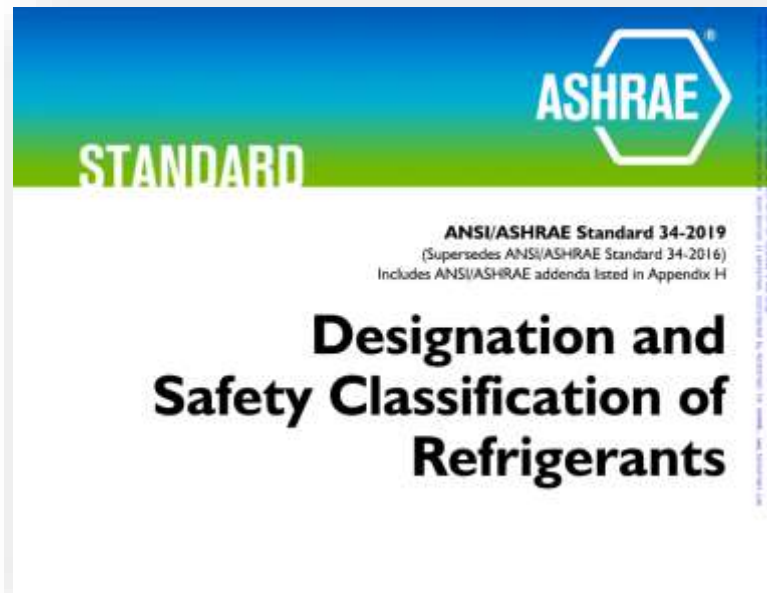 ASHRAE®
STANDARD
ANSI/ASHRAE Standard 34-2019
(Supersedes ANSI/ASHRAE Standard 34-2016)
Includes ANSI/ASHRAE addenda listed in Appendix H
Designation and
Safety Classification of
Refrigerants